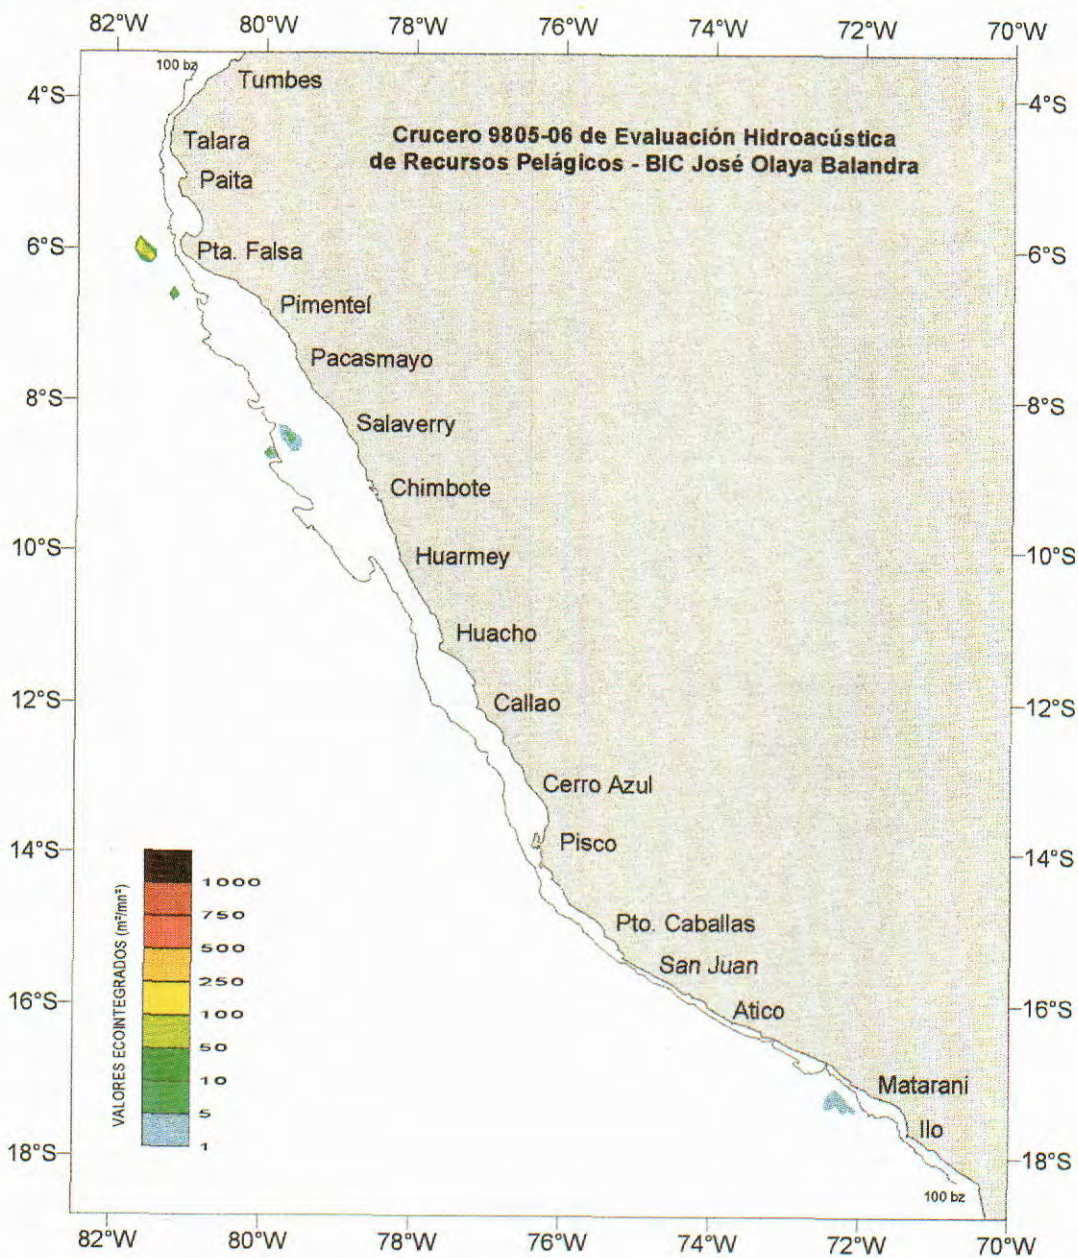 82°W 80°W 78°W 76°W 74°W 72°W 70°W
100 bz
Tumbes
4°S 4°S
Crucero 9805-06 de Evaluación Hidroacústica
de Recursos Pelágicos - BIC José Olaya Balandra
Talara
Paita
6°S 6°S
Pta. Falsa
Pimentel
Pacasmayo
8°S 8°S
Salaverry
Chimbote
10°S 10°S
Huarmey
Huacho
12°S 12°S
Callao
Cerro Azul
Pisco
14°S 14°S
VALORES ECOINTEGRADOS (m²/mn²)
1000
750
500
250
100
50
10
5
1
Pto. Caballas
San Juan
16°S 16°S
Atico
Matarani
Ilo
18°S 18°S
100 bz
82°W 80°W 78°W 76°W 74°W 72°W 70°W